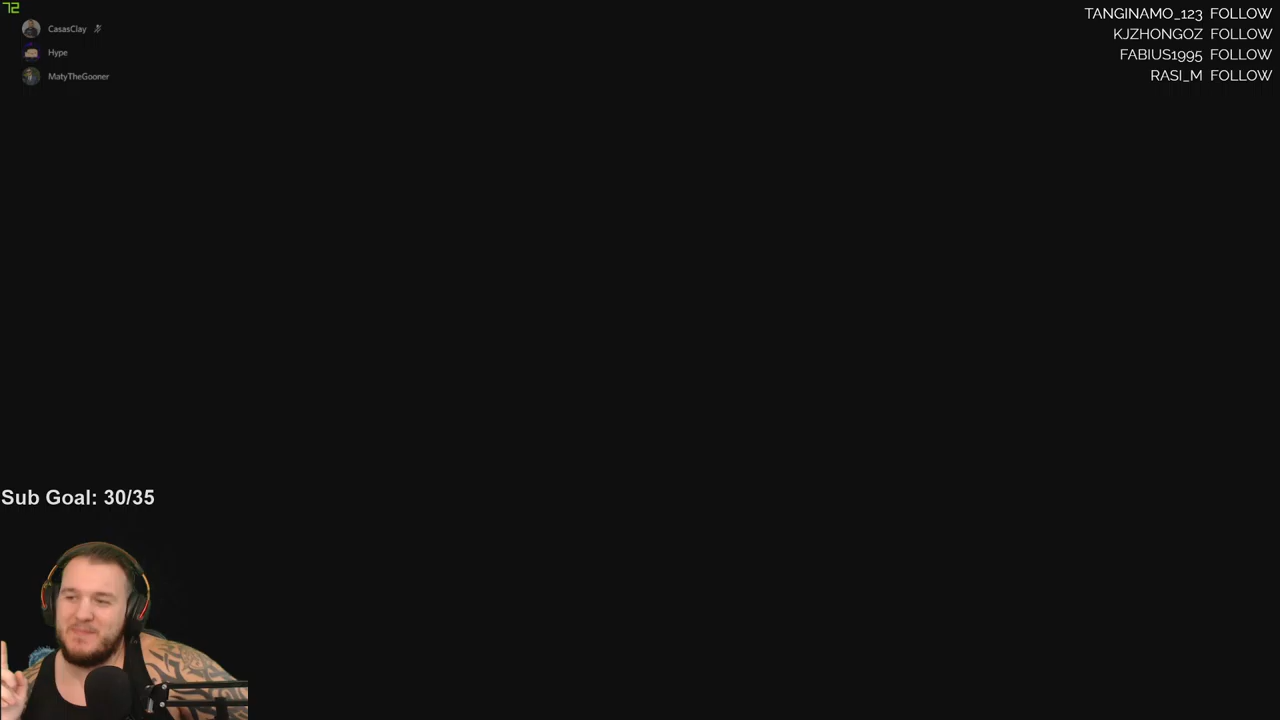 72
CasasClay
Hype
MatyTheGooner
TANGINAMO_123 FOLLOW
KJZHONGOZ FOLLOW
FABIUS1995 FOLLOW
RASI_M FOLLOW
Sub Goal: 30/35